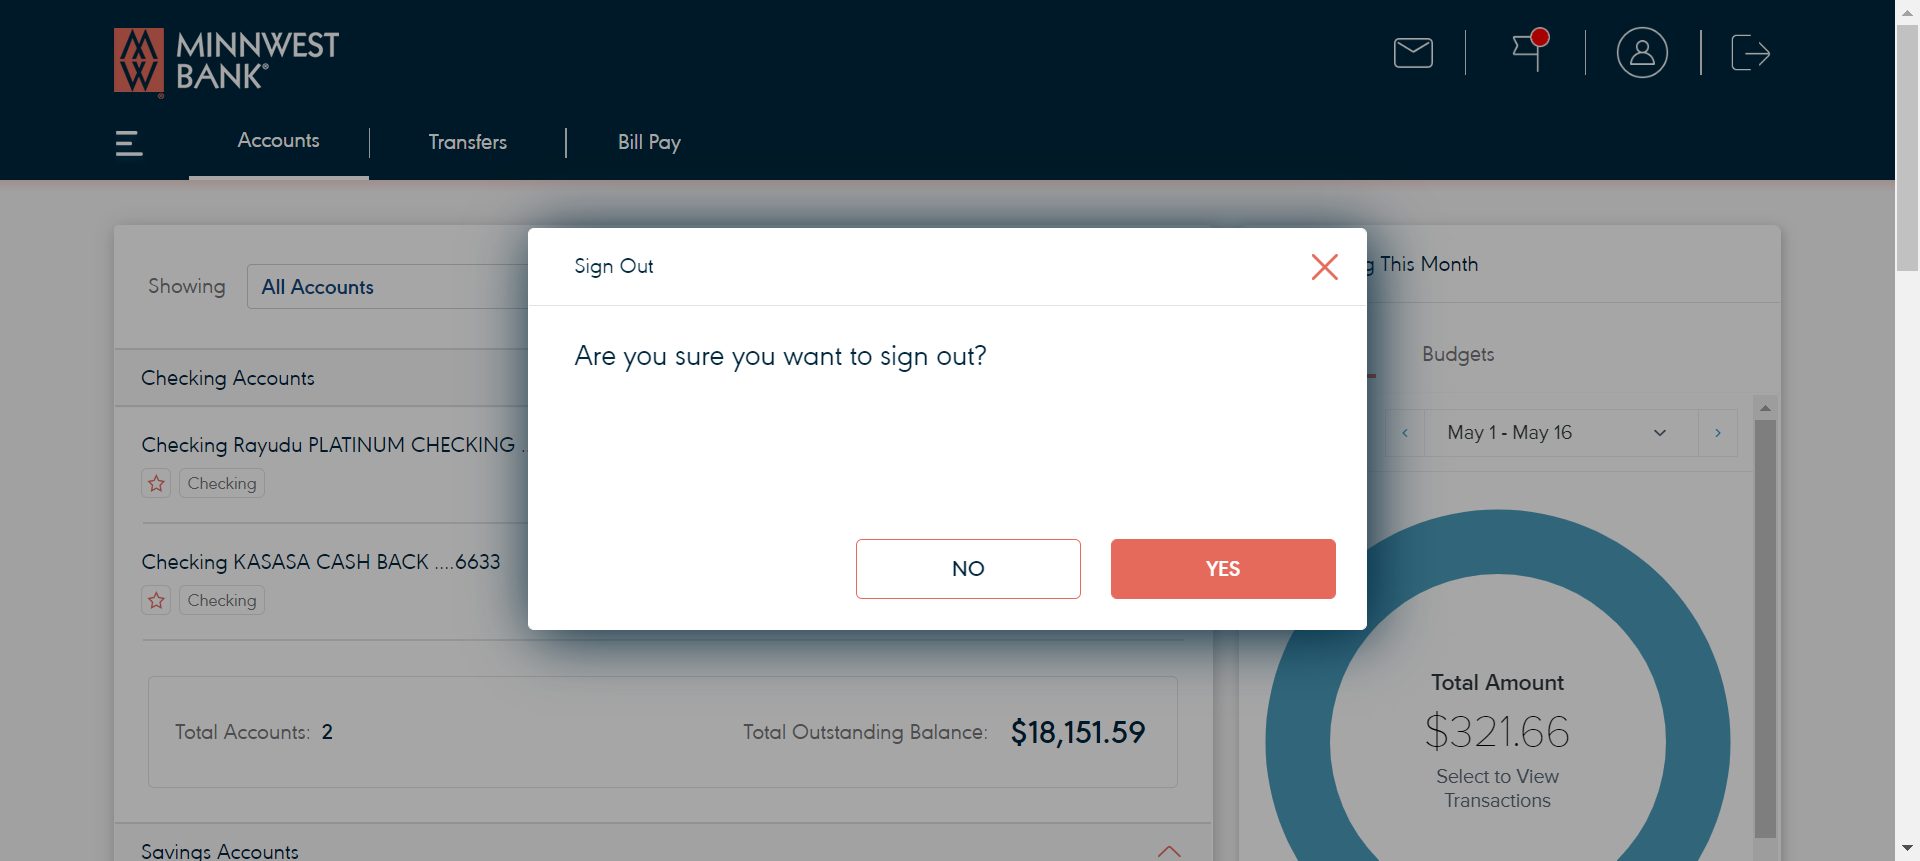 MINNWEST
BANK®
Accounts
Transfers
Bill Pay
Sign Out
Are you sure you want to sign out?
NO
YES
Showing
All Accounts
Checking Accounts
Checking Rayudu PLATINUM CHECKING .
Checking
Checking KASASA CASH BACK ....6633
Checking
Total Accounts: 2
Total Outstanding Balance: $18,151.59
Savings Accounts
g This Month
Budgets
May 1 - May 16
Total Amount
$321.66
Select to View
Transactions